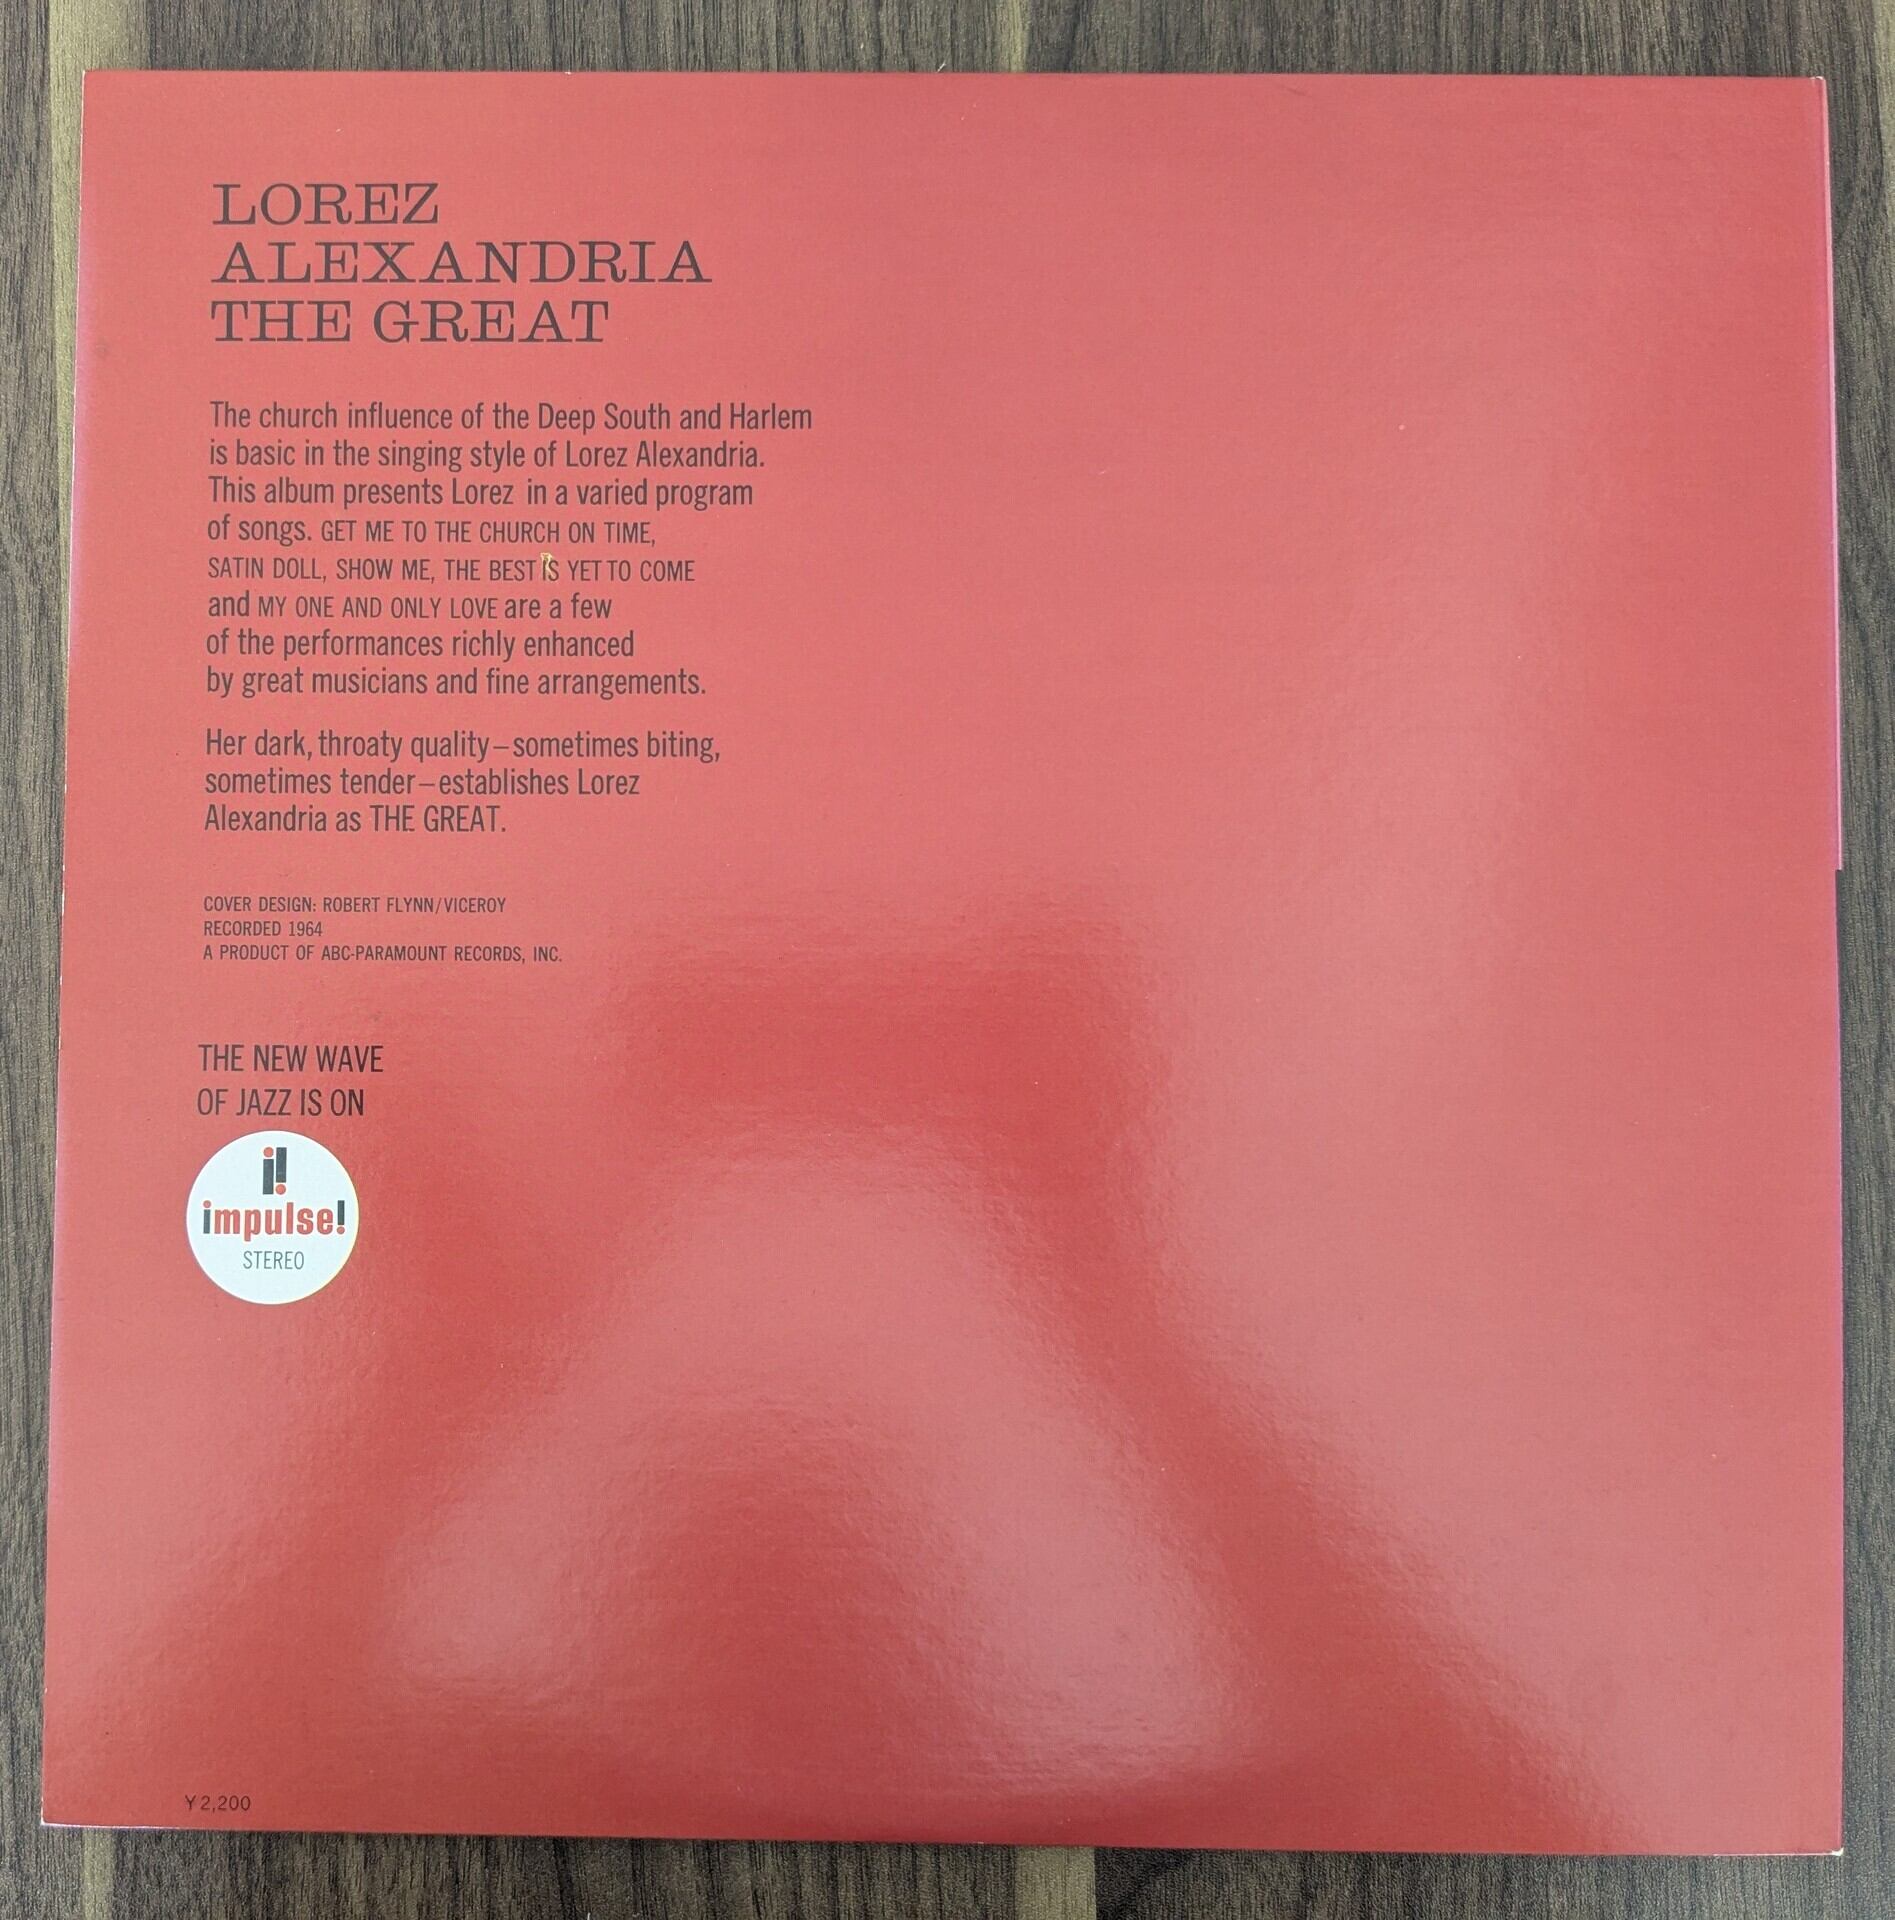 LOREZ
ALEXANDRIA
THE GREAT
The church influence of the Deep South and Harlem
is basic in the singing style of Lorez Alexandria.
This album presents Lorez in a varied program
of songs. GET ME TO THE CHURCH ON TIME,
SATIN DOLL, SHOW ME, THE BEST IS YET TO COME
and MY ONE AND ONLY LOVE are a few
of the performances richly enhanced
by great musicians and fine arrangements.
Her dark, throaty quality–sometimes biting,
sometimes tender–establishes Lorez
Alexandria as THE GREAT.
COVER DESIGN: ROBERT FLYNN/VICEROY
RECORDED 1964
A PRODUCT OF ABC-PARAMOUNT RECORDS, INC.
THE NEW WAVE
OF JAZZ IS ON
i!
impulse!
STEREO
Y 2,200